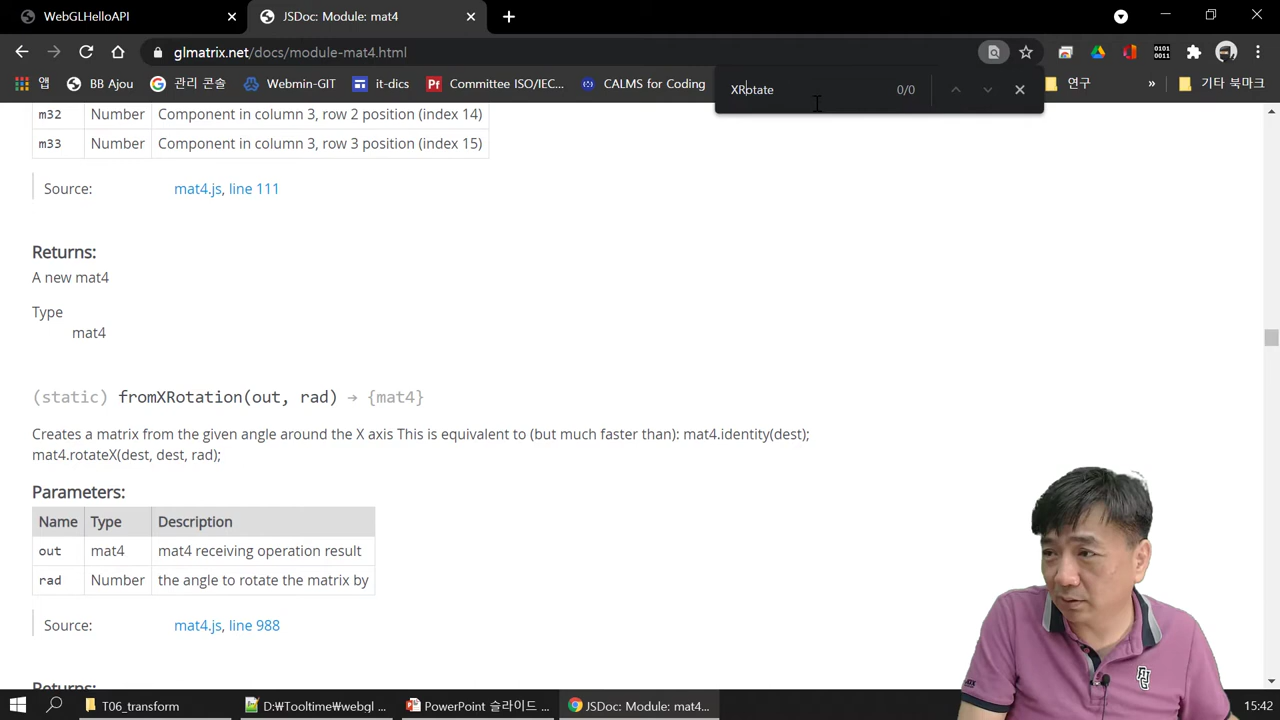 WebGLHelloAPI
JSDoc: Module: mat4
glmatrix.net/docs/module-mat4.html
앱
BB Ajou
관리 콘솔
Webmin-GIT
it-dics
Committee ISO/IEC...
CALMS for Coding
»
연구
기타 북마크
XRotate
0/0
m32 Number Component in column 3, row 2 position (index 14)
m33 Number Component in column 3, row 3 position (index 15)
Source: mat4.js, line 111
Returns:
A new mat4
Type
mat4
(static) fromXRotation(out, rad) → {mat4}
Creates a matrix from the given angle around the X axis This is equivalent to (but much faster than): mat4.identity(dest);
mat4.rotateX(dest, dest, rad);
Parameters:
Name Type Description
out mat4 mat4 receiving operation result
rad Number the angle to rotate the matrix by
Source: mat4.js, line 988
Returns:
T06_transform
D:₩Tooltime₩webgl ...
PowerPoint 슬라이드 ...
JSDoc: Module: mat4...
15:42